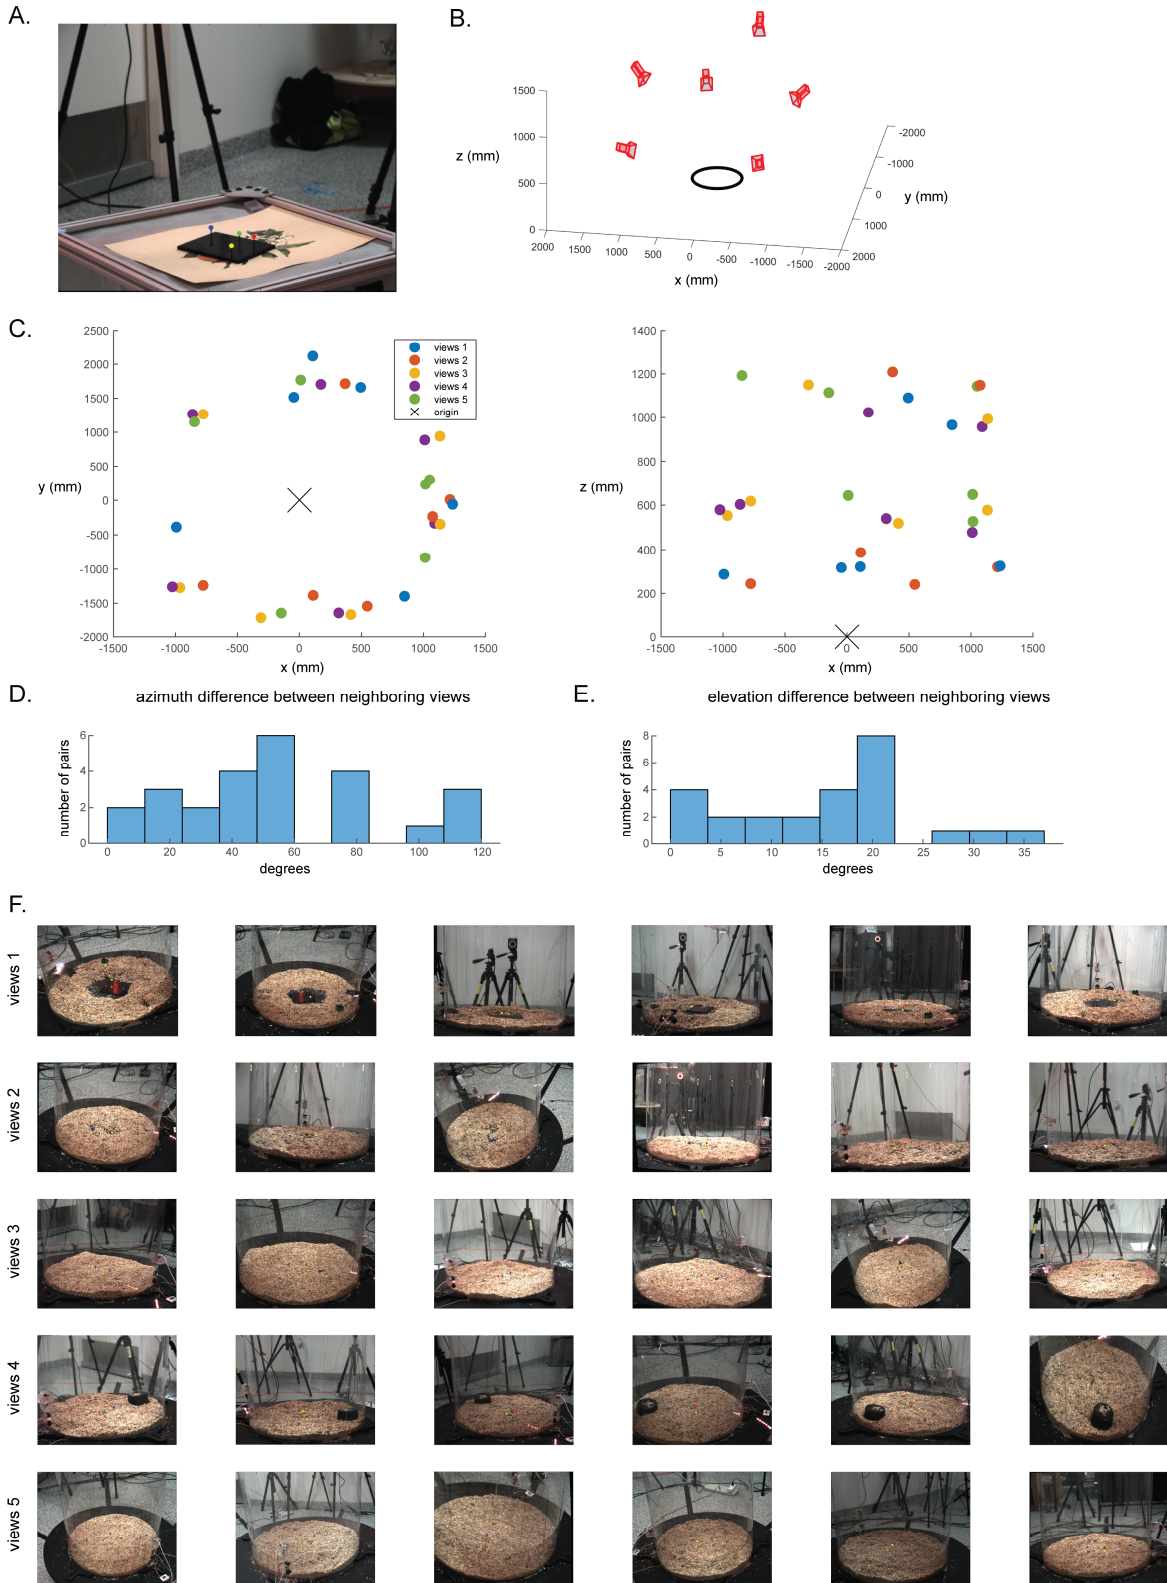 A.
B.
1500
1000
500
0
z (mm)
2000
1500
1000
500
0
-500
-1000
-1500
-2000
x (mm)
-2000
-1000
0
1000
2000
y (mm)
C.
2500
2000
1500
1000
500
0
-500
-1000
-1500
-2000
y (mm)
-1500
-1000
-500
0
500
1000
1500
x (mm)
views 1
views 2
views 3
views 4
views 5
origin
1400
1200
1000
800
600
400
200
0
z (mm)
-1500
-1000
-500
0
500
1000
1500
x (mm)
D.
azimuth difference between neighboring views
6
4
2
0
number of pairs
0
20
40
60
80
100
120
degrees
E.
elevation difference between neighboring views
8
6
4
2
0
number of pairs
0
5
10
15
20
25
30
35
degrees
F.
views 1
views 2
views 3
views 4
views 5